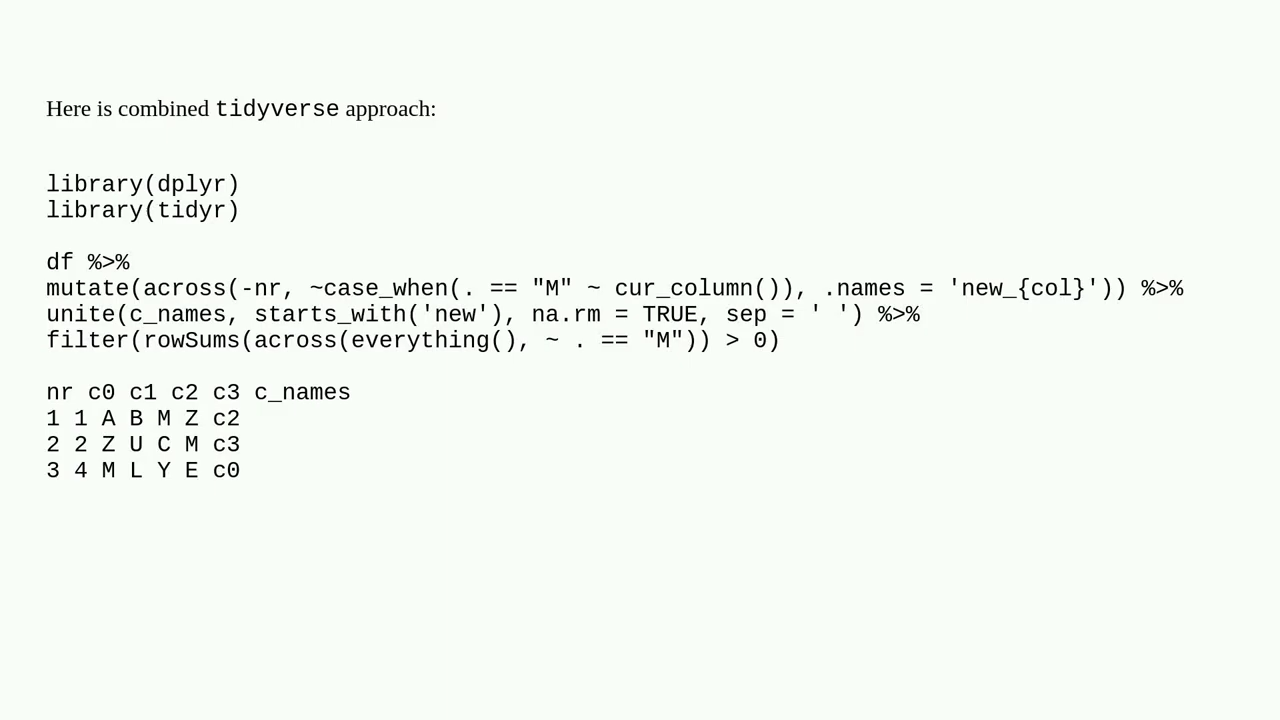 Here is combined tidyverse approach:
library(dplyr)
library(tidyr)
df %>%
mutate(across(-nr, ~case_when(. == "M" ~ cur_column()), .names = 'new_{col}')) %>%
unite(c_names, starts_with('new'), na.rm = TRUE, sep = ' ') %>%
filter(rowSums(across(everything(), ~ . == "M")) > 0)
nr c0 c1 c2 c3 c_names
1 1 A B M Z c2
2 2 Z U C M c3
3 4 M L Y E c0